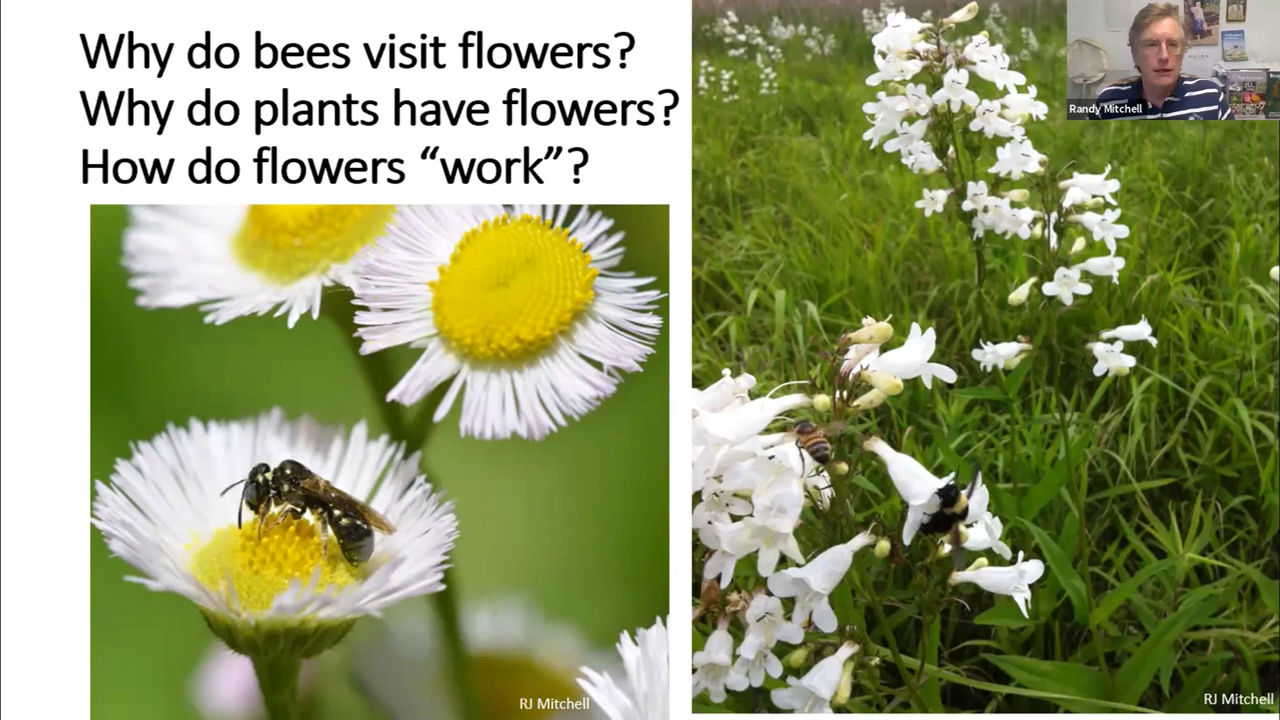 Why do bees visit flowers?
Why do plants have flowers?
How do flowers “work”?
Randy Mitchell
RJ Mitchell
RJ Mitchell